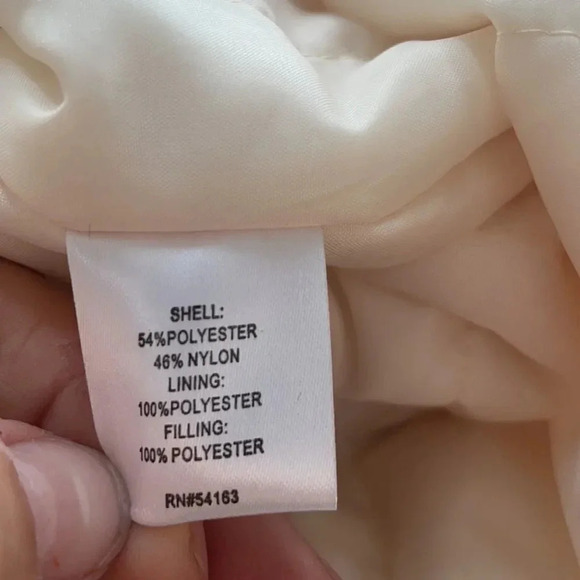 SHELL:
54%POLYESTER
46% NYLON
LINING:
100%POLYESTER
FILLING:
100% POLYESTER
RN#54163